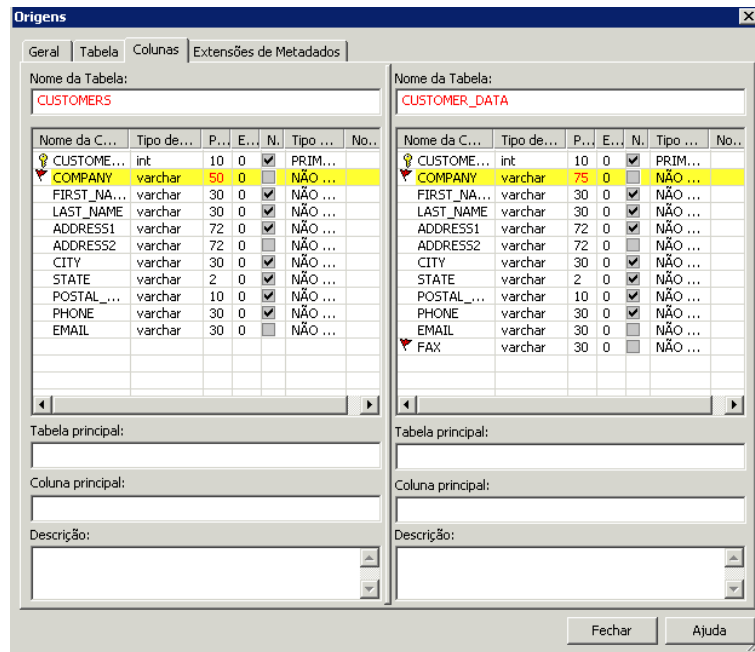 Origens
Geral Tabela Colunas Extensões de Metadados
Nome da Tabela:
CUSTOMERS
Nome da C... Tipo de... P... E... N. Tipo ... No...
CUSTOME... int 10 0 PRIM...
COMPANY varchar 50 0 NÃO ...
FIRST_NA... varchar 30 0 NÃO ...
LAST_NAME varchar 30 0 NÃO ...
ADDRESS1 varchar 72 0 NÃO ...
ADDRESS2 varchar 72 0 NÃO ...
CITY varchar 30 0 NÃO ...
STATE varchar 2 0 NÃO ...
POSTAL_... varchar 10 0 NÃO ...
PHONE varchar 30 0 NÃO ...
EMAIL varchar 30 0 NÃO ...
Tabela principal:
Coluna principal:
Descrição:
Nome da Tabela:
CUSTOMER_DATA
Nome da C... Tipo de... P... E... N. Tipo ... No...
CUSTOME... int 10 0 PRIM...
COMPANY varchar 75 0 NÃO ...
FIRST_NA... varchar 30 0 NÃO ...
LAST_NAME varchar 30 0 NÃO ...
ADDRESS1 varchar 72 0 NÃO ...
ADDRESS2 varchar 72 0 NÃO ...
CITY varchar 30 0 NÃO ...
STATE varchar 2 0 NÃO ...
POSTAL_... varchar 10 0 NÃO ...
PHONE varchar 30 0 NÃO ...
EMAIL varchar 30 0 NÃO ...
FAX varchar 30 0 NÃO ...
Tabela principal:
Coluna principal:
Descrição:
Fechar Ajuda